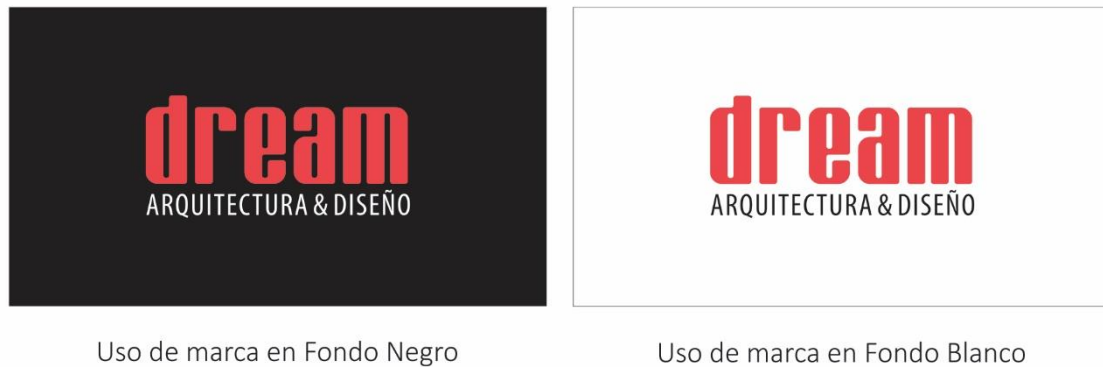 dream
ARQUITECTURA & DISEÑO
Uso de marca en Fondo Negro
dream
ARQUITECTURA & DISEÑO
Uso de marca en Fondo Blanco